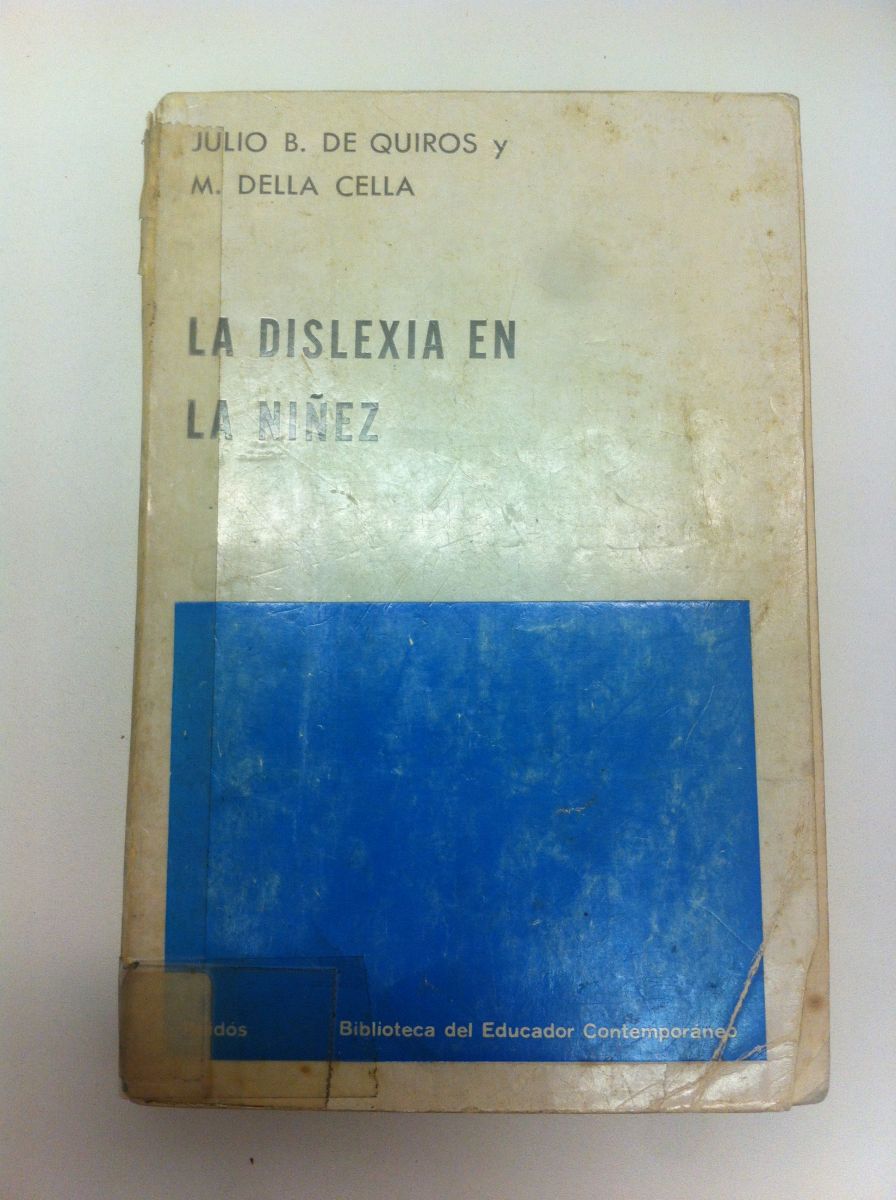 JULIO B. DE QUIROS y
M. DELLA CELLA
LA DISLEXIA EN
LA NIÑEZ
Biblioteca del Educador Contemporáneo